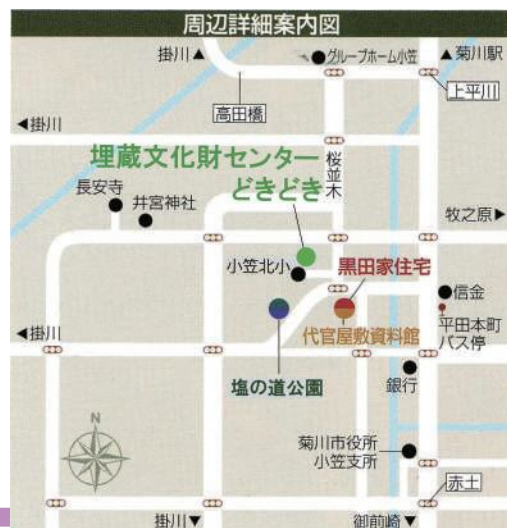 周辺詳細案内図
掛川▲
グループホーム小笠
▲菊川駅
高田橋
上平川
◀掛川
埋蔵文化財センター
どきどき
桜並木
長安寺
井宮神社
牧之原▶
小笠北小
黒田家住宅
信金
代官屋敷資料館
平田本町
バス停
◀掛川
塩の道公園
銀行
N
菊川市役所
小笠支所
赤土
掛川▼
御前崎▼